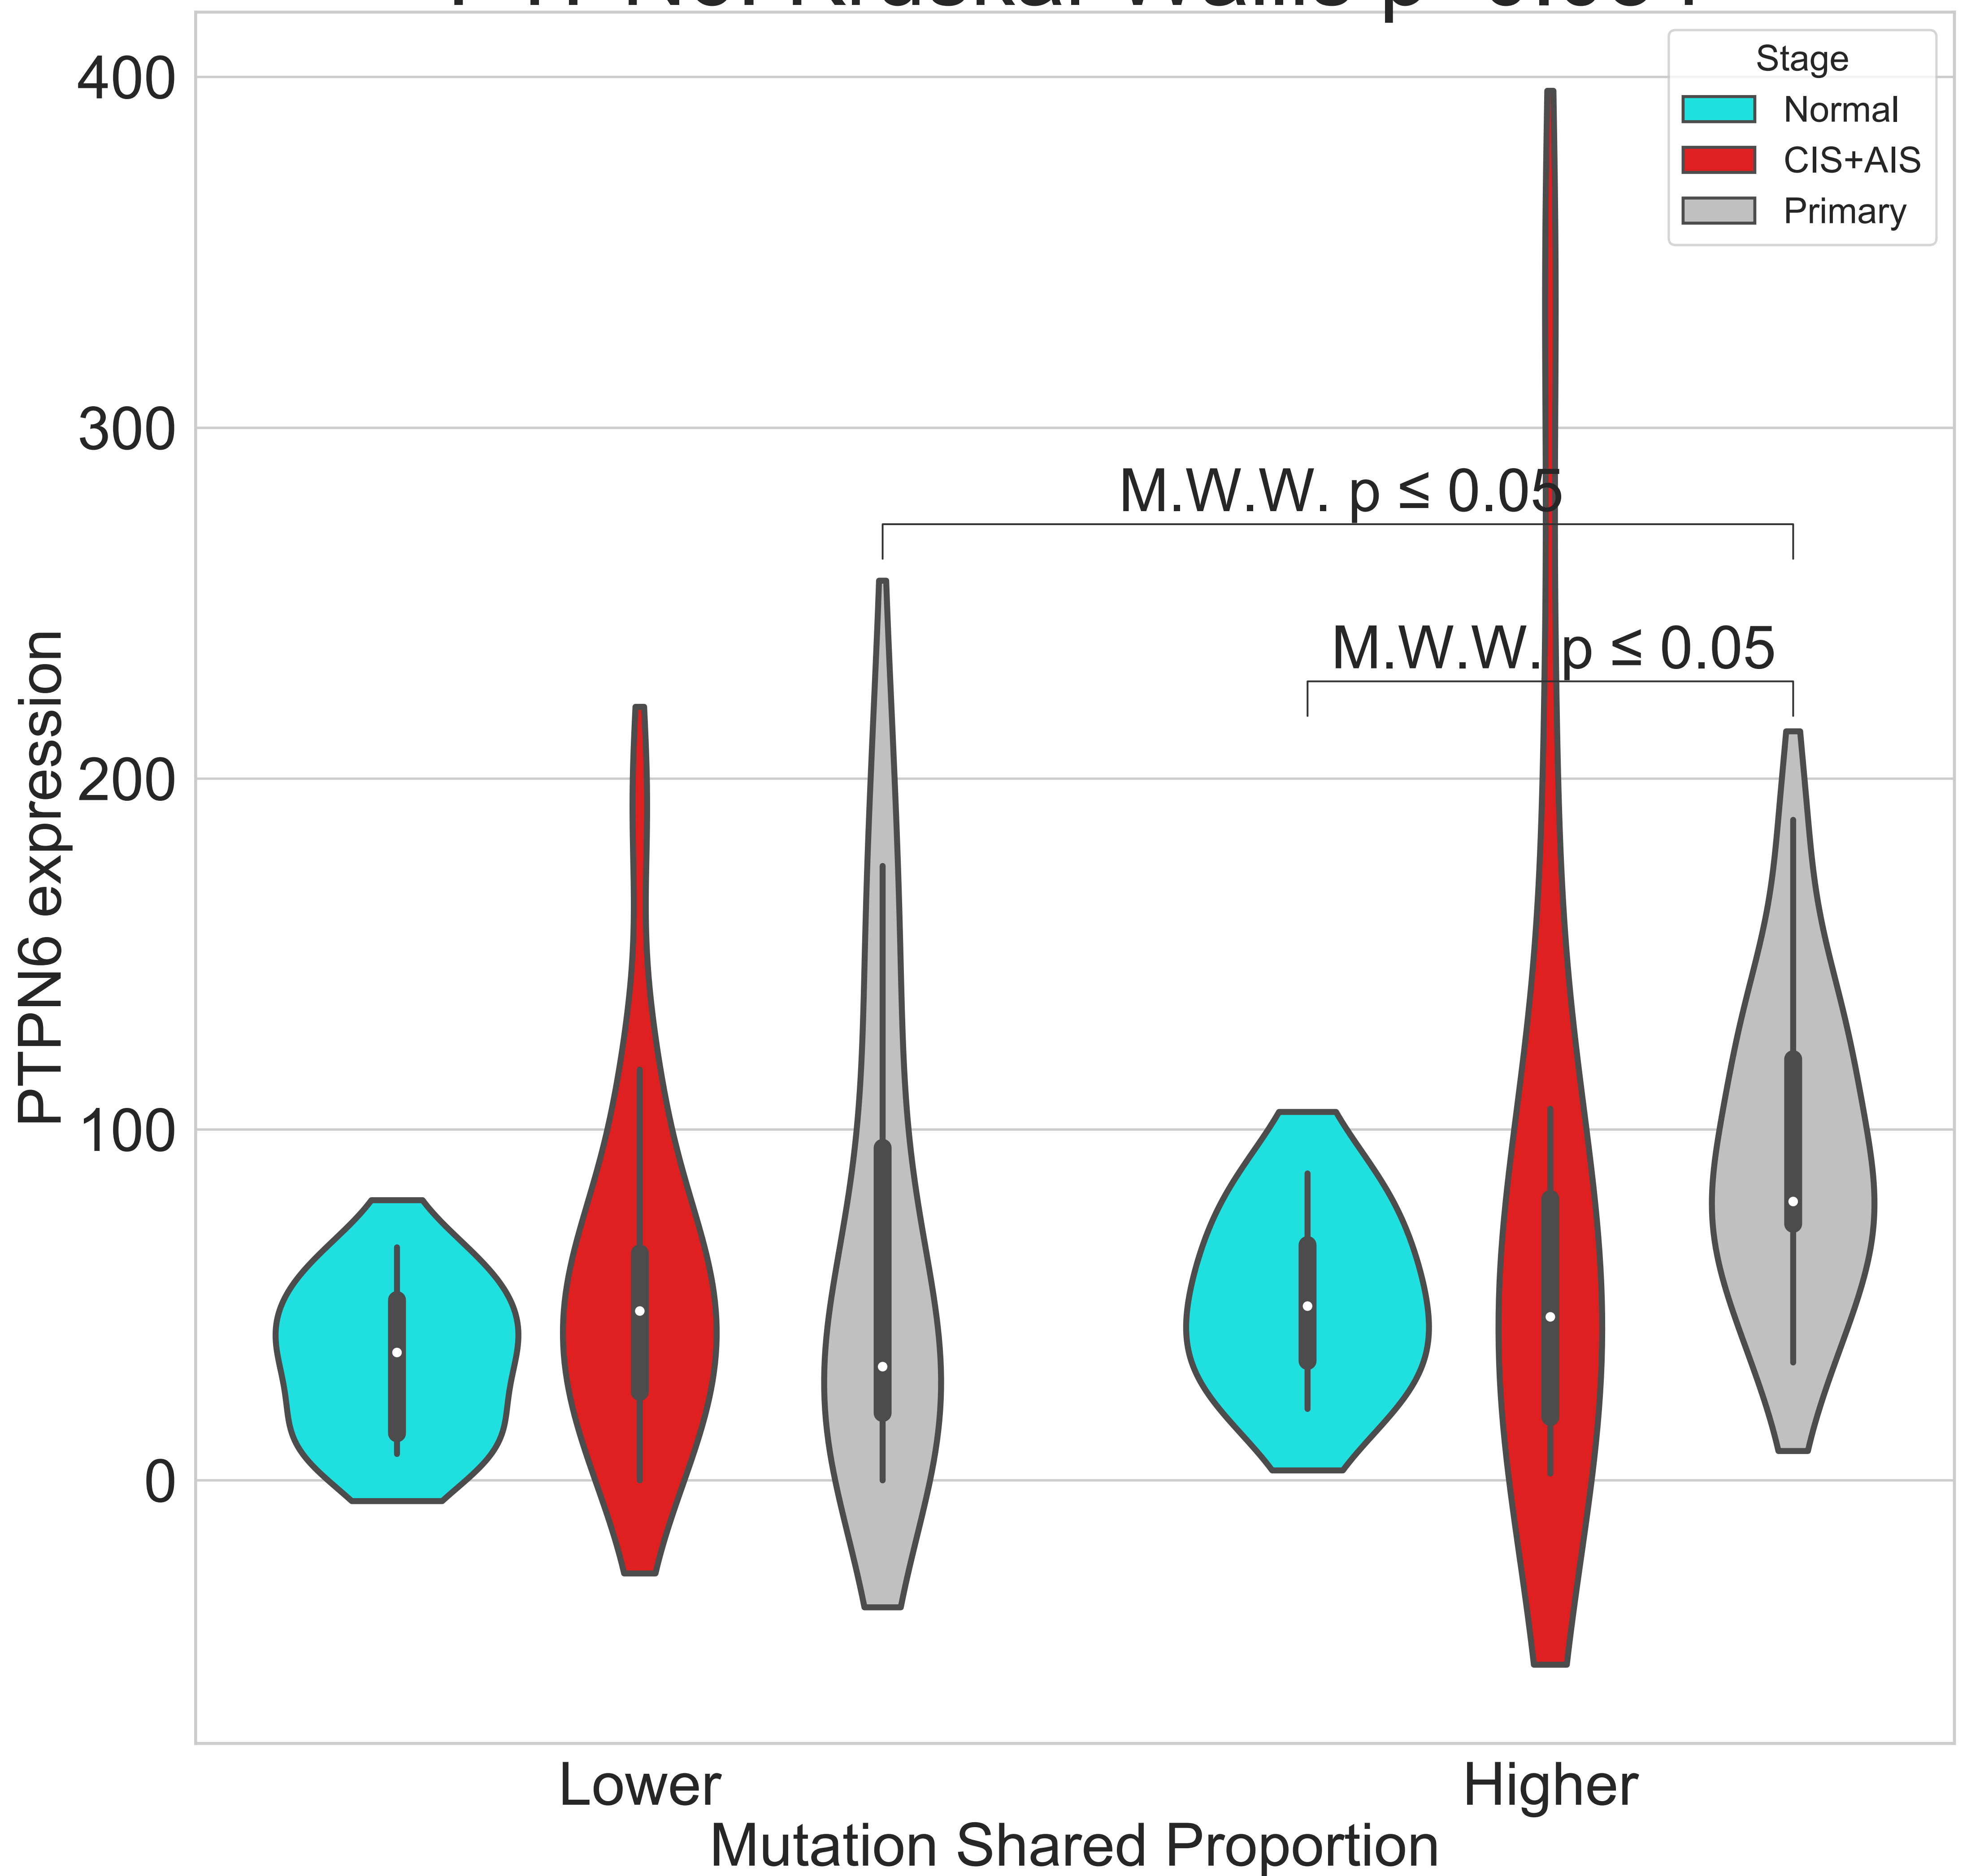 Stage
Normal
CIS+AIS
Primary
400
300
200
100
0
M.W.W. p ≤ 0.05
M.W.W. p ≤ 0.05
PTPN6 expression
Lower
Higher
Mutation Shared Proportion